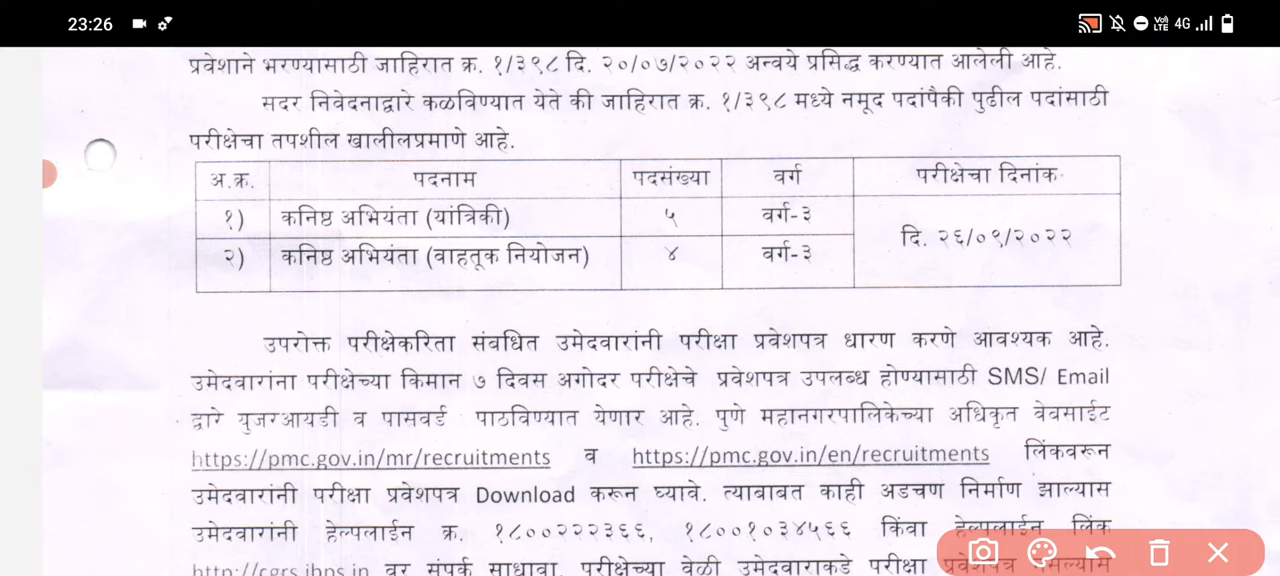 23:26
Vo) LTE 4G
प्रवेशाने भरण्यासाठी जाहिरात क्र. १/३९८ दि. २०/०७/२०२२ अन्वये प्रसिद्ध करण्यात आलेली आहे.
सदर निवेदनाद्वारे कळविण्यात येते की जाहिरात क्र. १/३९८ मध्ये नमूद पदांपैकी पुढील पदांसाठी
परीक्षेचा तपशील खालीलप्रमाणे आहे.
अ.क्र. पदनाम पदसंख्या वर्ग परीक्षेचा दिनांक
१) कनिष्ठ अभियंता (यांत्रिकी) ५ वर्ग-३
दि. २६/०९/२०२२
२) कनिष्ठ अभियंता (वाहतूक नियोजन) ४ वर्ग-३
उपरोक्त परीक्षेकरिता संबधित उमेदवारांनी परीक्षा प्रवेशपत्र धारण करणे आवश्यक आहे.
उमेदवारांना परीक्षेच्या किमान ७ दिवस अगोदर परीक्षेचे प्रवेशपत्र उपलब्ध होण्यासाठी SMS/ Email
द्वारे युजरआयडी व पासवर्ड पाठविण्यात येणार आहे. पुणे महानगरपालिकेच्या अधिकृत वेबसाईट
https://pmc.gov.in/mr/recruitments व https://pmc.gov.in/en/recruitments लिंकवरून
उमेदवारांनी परीक्षा प्रवेशपत्र Download करून घ्यावे. त्याबाबत काही अडचण निर्माण झाल्यास
उमेदवारांनी हेल्पलाईन क्र. १८००२२२३६६, १८००१०३४५६६ किंवा हेल्पलाईन लिंक
http://cgrs.ibps.in वर संपर्क साधावा. परीक्षेच्या वेळी उमेदवाराकडे परीक्षा प्रवेशपत्र नसल्यास